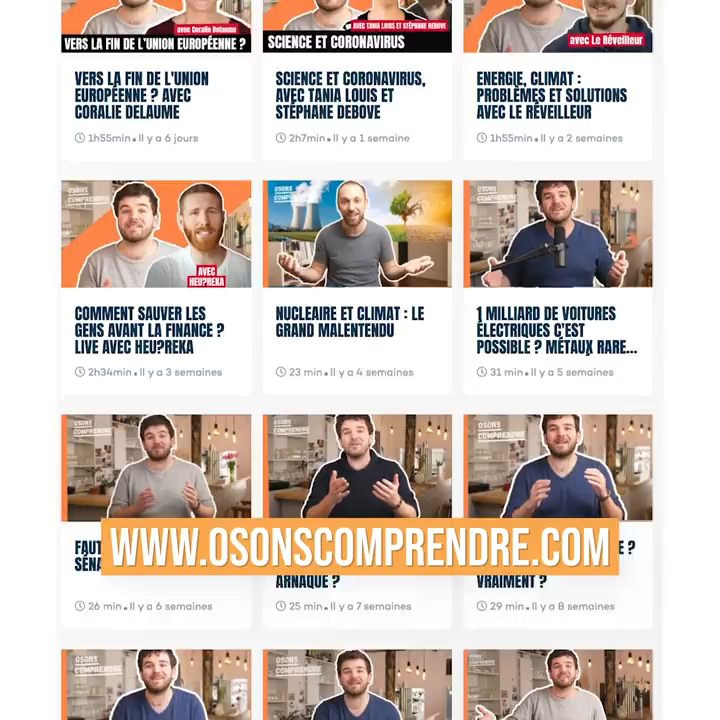 avec Coralie Delaume
VERS LA FIN DE L'UNION EUROPÉENNE ?
AVEC TANIA LOUIS ET STÉPHANE DEBOVE
SCIENCE ET CORONAVIRUS
avec Le Réveilleur
VERS LA FIN DE L'UNION
EUROPÉENNE ? AVEC
CORALIE DELAUME
1h55min • Il y a 6 jours
SCIENCE ET CORONAVIRUS,
AVEC TANIA LOUIS ET
STÉPHANE DEBOVE
2h7min • Il y a 1 semaine
ENERGIE, CLIMAT :
PROBLÈMES ET SOLUTIONS
AVEC LE RÉVEILLEUR
1h55min • Il y a 2 semaines
OSONS
COMPRENDRE
AVEC
HEU?REKA
OSONS
COMPRENDRE
OSONS
COMPRENDRE
COMMENT SAUVER LES
GENS AVANT LA FINANCE ?
LIVE AVEC HEU?REKA
2h34min • Il y a 3 semaines
NUCLEAIRE ET CLIMAT : LE
GRAND MALENTENDU
23 min • Il y a 4 semaines
1 MILLIARD DE VOITURES
ÉLECTRIQUES C'EST
POSSIBLE ? MÉTAUX RARE...
31 min • Il y a 5 semaines
OSONS
COMPRENDRE
OSONS
COMPRENDRE
OSONS
COMPRENDRE
WWW.OSONSCOMPRENDRE.COM
FAUT
SÉNA
26 min • Il y a 6 semaines
ARNAQUE ?
25 min • Il y a 7 semaines
E ?
VRAIMENT ?
29 min • Il y a 8 semaines
OSONS
COMPRENDRE
OSONS
COMPRENDRE
OSONS
COMPRENDRE